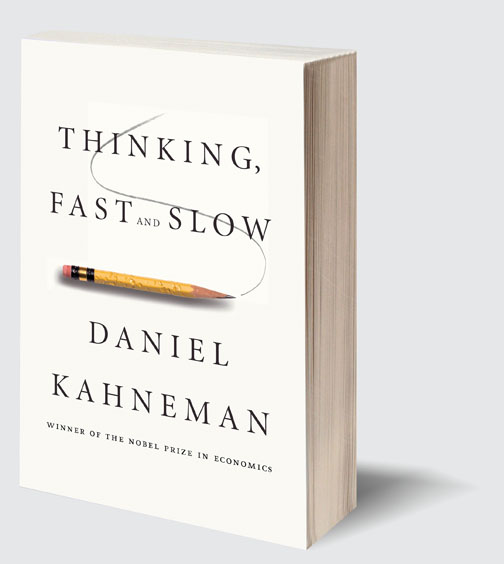 THINKING,
FAST AND SLOW
DANIEL
KAHNEMAN
WINNER OF THE NOBEL PRIZE IN ECONOMICS